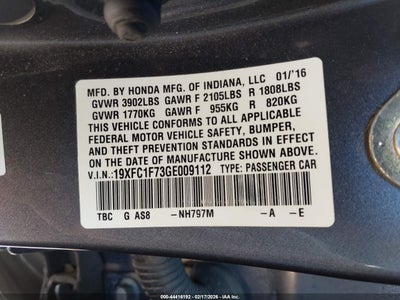 MFD. BY HONDA MFG. OF INDIANA, LLC 01/'16
GVWR 3902LBS GAWR F 2105LBS R 1808LBS
GVWR 1770KG GAWR F 955KG R 820KG
THIS VEHICLE CONFORMS TO ALL APPLICABLE
FEDERAL MOTOR VEHICLE SAFETY, BUMPER,
AND THEFT PREVENTION STANDARDS IN EFFECT
ON THE DATE OF MANUFACTURE SHOWN ABOVE.
V.I.N.:19XFC1F73GE009112 TYPE: PASSENGER CAR
TBC G AS8 -NH797M -A -E
000-44416192 - 02/17/2026 - IAA, Inc.